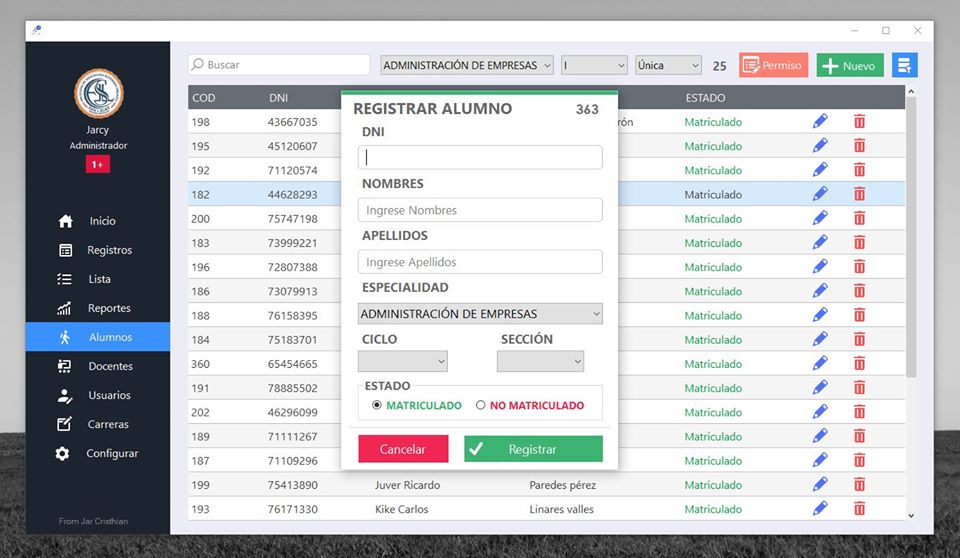 Jarcy
Administrador
1+
Inicio
Registros
Lista
Reportes
Alumnos
Docentes
Usuarios
Carreras
Configurar
From Jar Cristhian
Buscar
ADMINISTRACIÓN DE EMPRESAS I Única 25 Permiso Nuevo
COD DNI ESTADO
198 43667035 rón Matriculado
195 45120607 Matriculado
192 71120574 Matriculado
182 44628293 Matriculado
200 75747198 Matriculado
183 73999221 Matriculado
196 72807388 Matriculado
186 73079913 Matriculado
188 76158395 Matriculado
184 75183701 Matriculado
360 65454665 Matriculado
191 78885502 Matriculado
202 46296099 Matriculado
189 71111267 Matriculado
187 71109296 Matriculado
199 75413890 Juver Ricardo Paredes pérez Matriculado
193 76171330 Kike Carlos Linares valles Matriculado
REGISTRAR ALUMNO 363
DNI
NOMBRES
Ingrese Nombres
APELLIDOS
Ingrese Apellidos
ESPECIALIDAD
ADMINISTRACIÓN DE EMPRESAS
CICLO SECCIÓN
ESTADO
MATRICULADO NO MATRICULADO
Cancelar Registrar